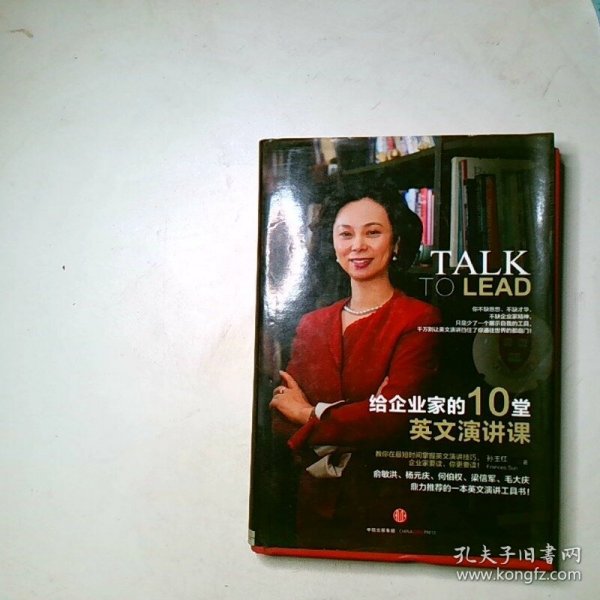 TALK
TO LEAD
你不缺思想、不缺才华、
不缺企业家精神，
只是少了一个展示自我的工具，
千万别让英文演讲挡住了你通往世界的那扇门！
给企业家的10堂
英文演讲课
教你在最短时间掌握英文演讲技巧，
企业家要读，你更要读！
孙玉红 著
Frances Sun
俞敏洪、杨元庆、何伯权、梁信军、毛大庆
鼎力推荐的一本英文演讲工具书！
中信出版集团 CHINA CITIC PRESS
孔夫子旧书网
www.kongfz.com